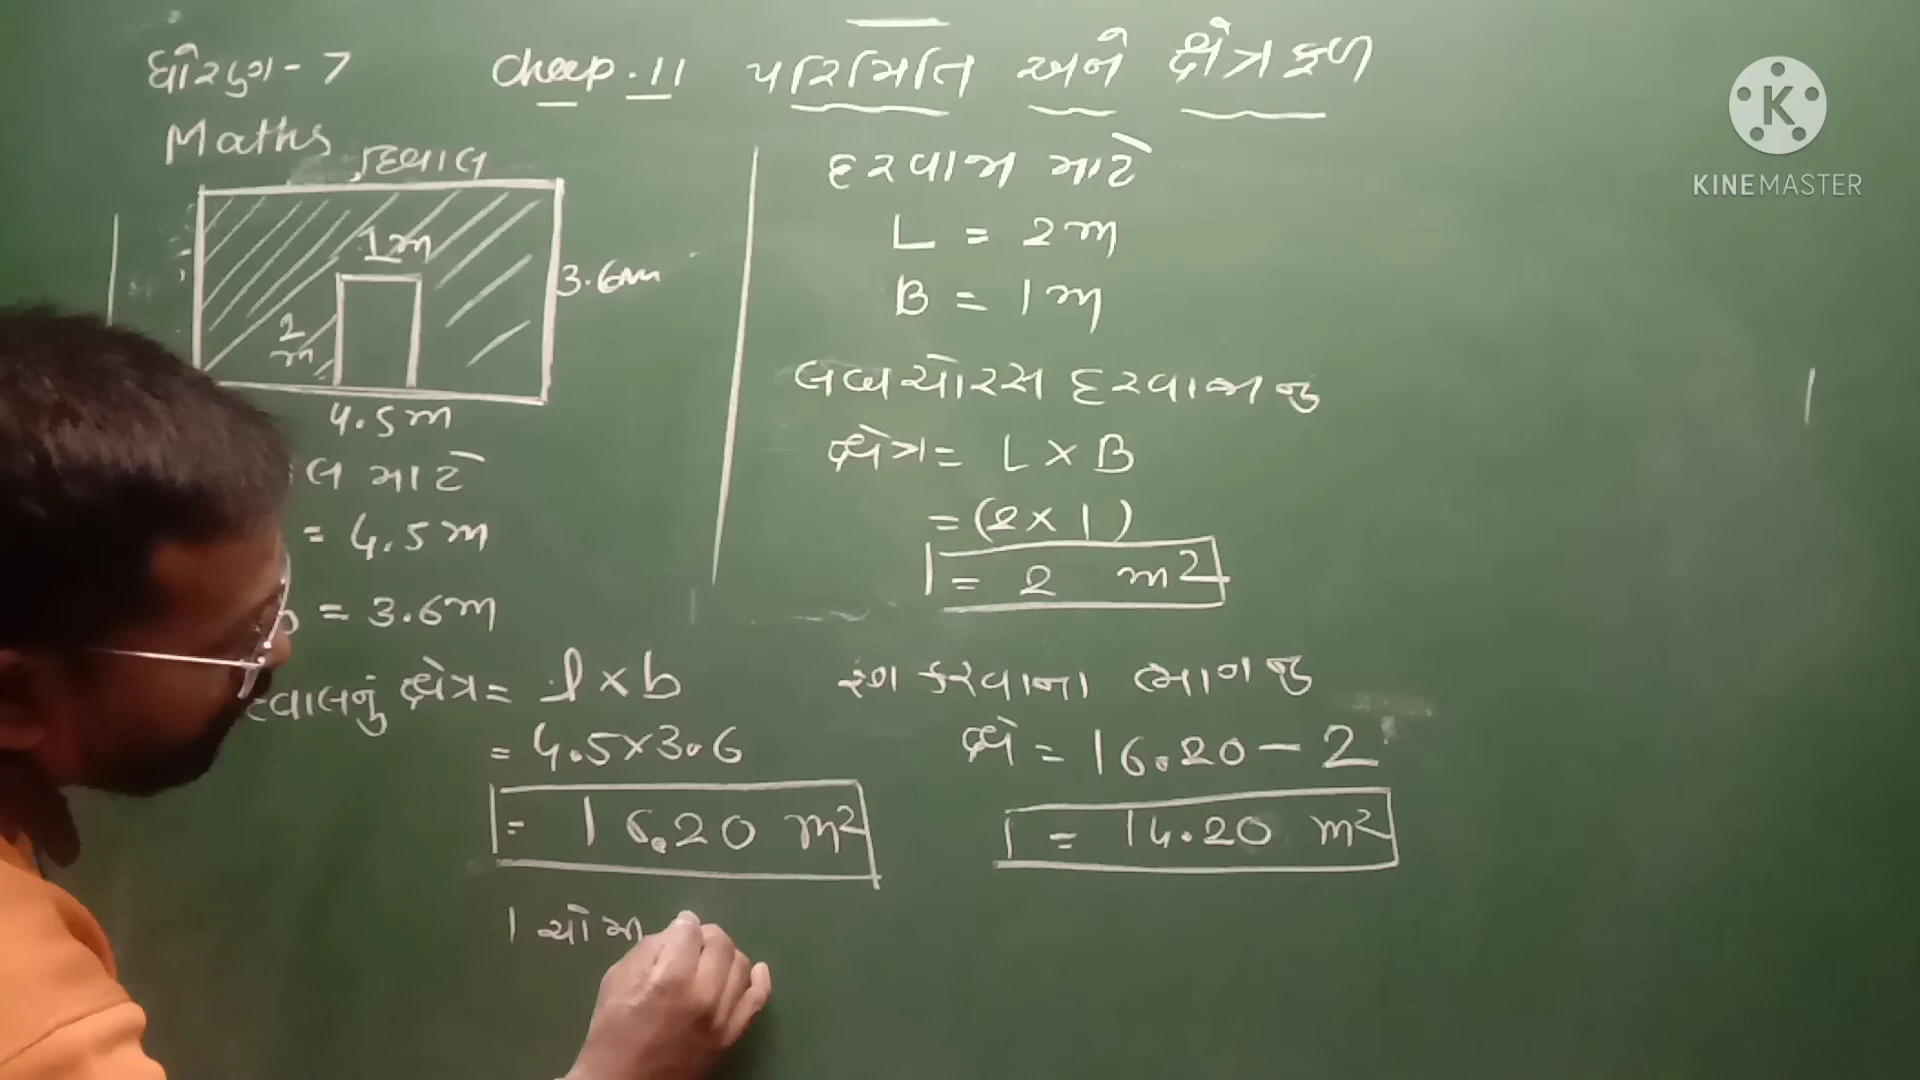 ધોરણ - 7 Cheap. 11 પરિમિતિ અને ક્ષેત્રફળ
Maths
દિવાલ
1m
3.6m
2
m
4.5m
લ માટે
= 4.5m
b = 3.6m
વાલનું ક્ષેત્ર = l × b
= 4.5×3.6
= 16.20 m²
1 ચોમી
દરવાજા માટે
L = 2m
B = 1m
લંબચોરસ દરવાજાનું
ક્ષેત્ર = L × B
= (2 × 1)
= 2 m²
રંગ કરવાના ભાગનુ
ક્ષે = 16.20 - 2
= 14.20 m²
KINEMASTER